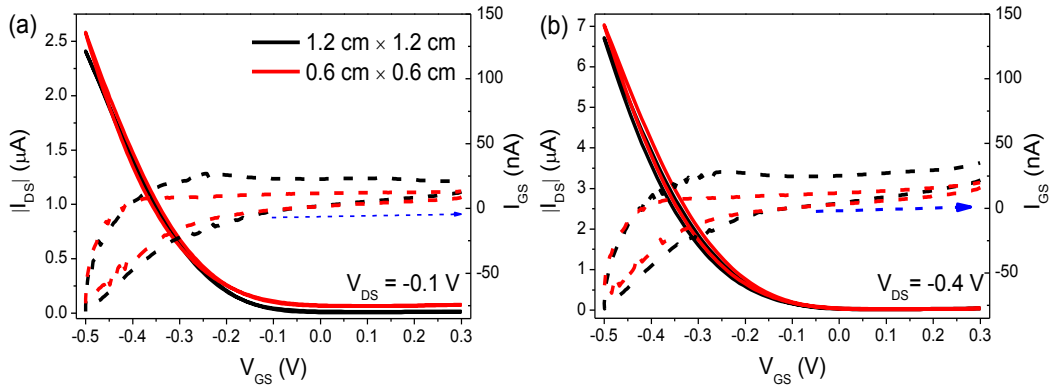 (a)
1.2 cm × 1.2 cm
0.6 cm × 0.6 cm
V_DS = -0.1 V
|I_DS| (μA)
2.5
2.0
1.5
1.0
0.5
0.0
150
100
50
0
-50
I_GS (nA)
-0.5 -0.4 -0.3 -0.2 -0.1 0.0 0.1 0.2 0.3
V_GS (V)
(b)
V_DS = -0.4 V
|I_DS| (μA)
7
6
5
4
3
2
1
0
150
100
50
0
-50
I_GS (nA)
-0.5 -0.4 -0.3 -0.2 -0.1 0.0 0.1 0.2 0.3
V_GS (V)